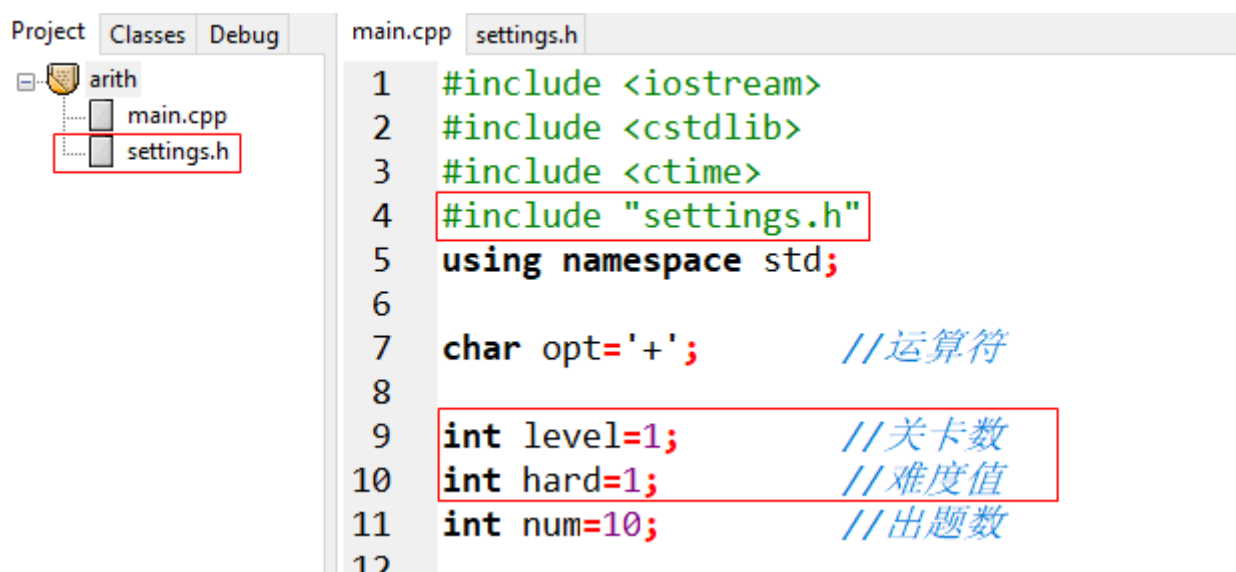 Project Classes Debug
arith
main.cpp
settings.h
main.cpp settings.h
1 #include <iostream>
2 #include <cstdlib>
3 #include <ctime>
4 #include "settings.h"
5 using namespace std;
6
7 char opt='+'; //运算符
8
9 int level=1; //关卡数
10 int hard=1; //难度值
11 int num=10; //出题数
12